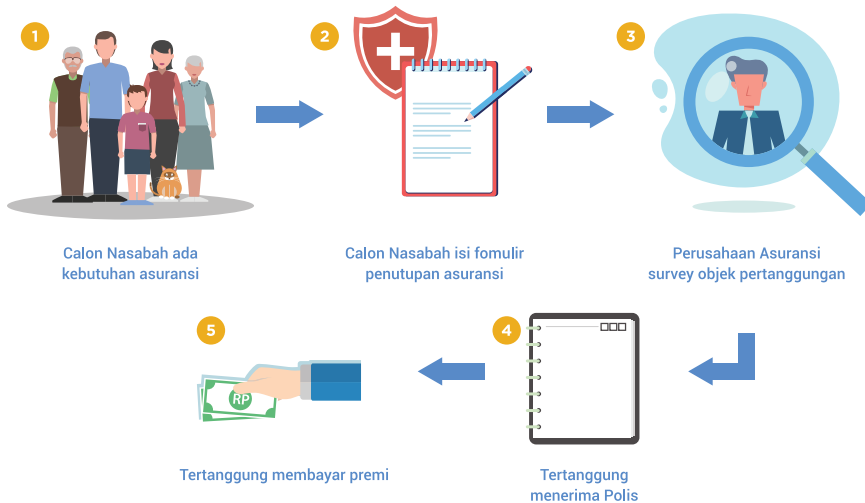 1
2
3
Calon Nasabah ada
kebutuhan asuransi
Calon Nasabah isi fomulir
penutupan asuransi
Perusahaan Asuransi
survey objek pertanggungan
5
4
RP
Tertanggung membayar premi
Tertanggung
menerima Polis